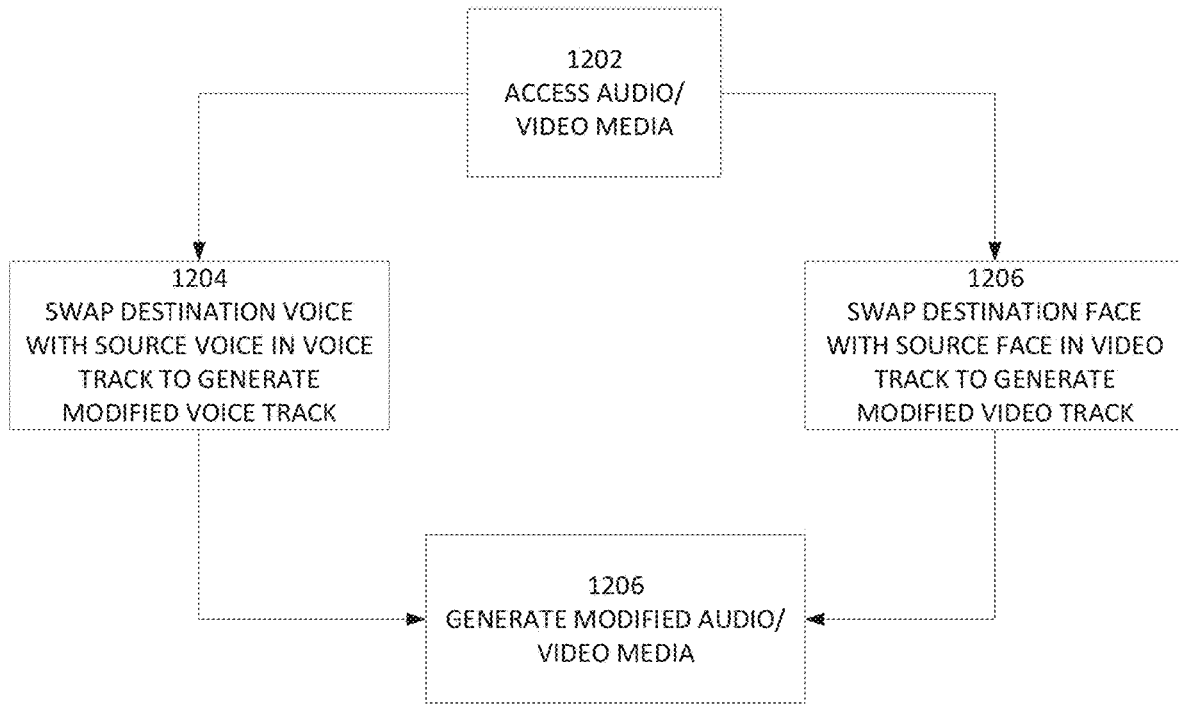 1202
ACCESS AUDIO/
VIDEO MEDIA
1204
SWAP DESTINATION VOICE
WITH SOURCE VOICE IN VOICE
TRACK TO GENERATE
MODIFIED VOICE TRACK
1206
SWAP DESTINATION FACE
WITH SOURCE FACE IN VIDEO
TRACK TO GENERATE
MODIFIED VIDEO TRACK
1206
GENERATE MODIFIED AUDIO/
VIDEO MEDIA